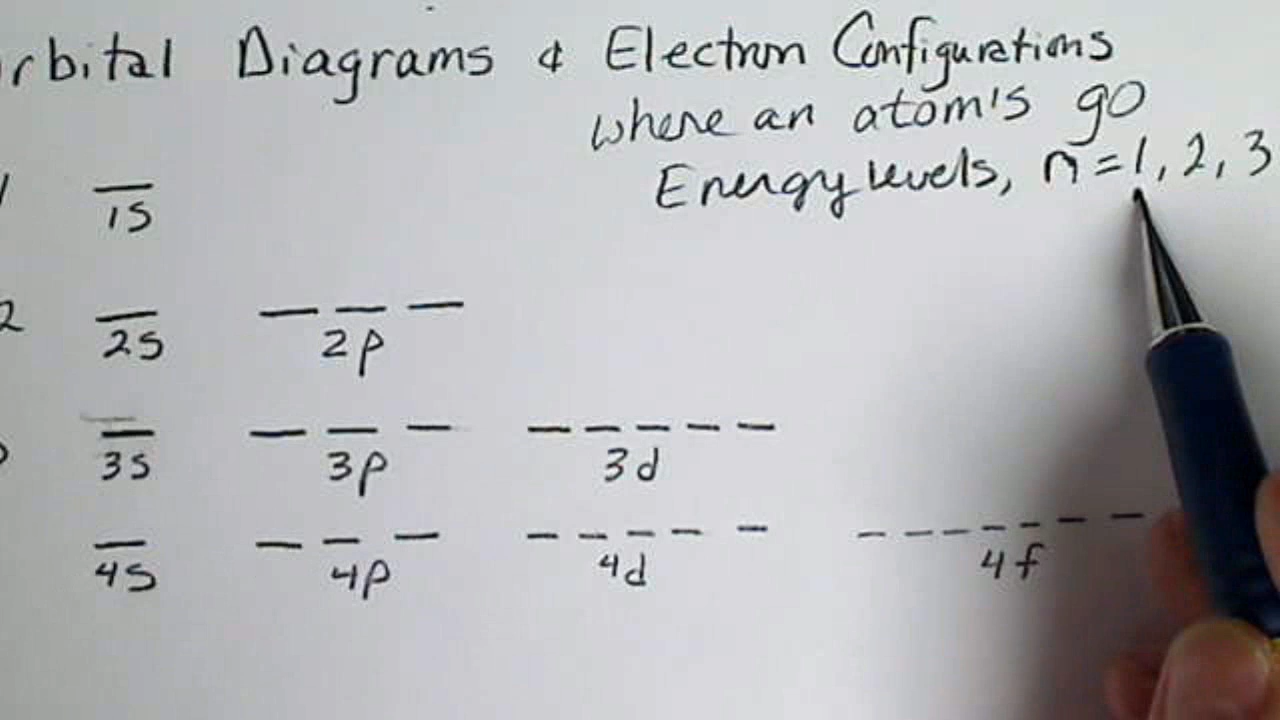 rbital Diagrams & Electron Configurations
where an atom's go
Energy levels, n=1, 2, 3
1s
2 2s 2p
3s 3p 3d
4s 4p 4d 4f